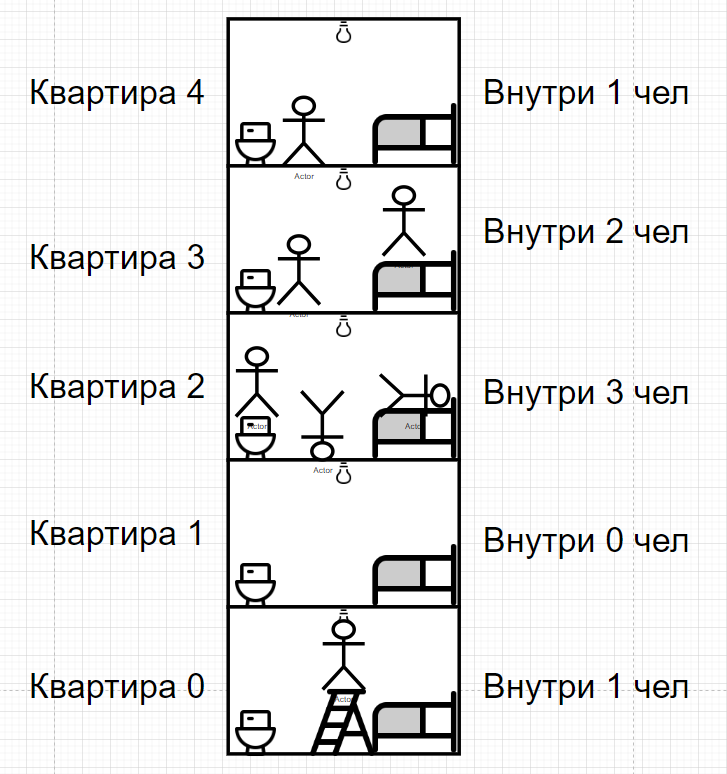 Квартира 4
Внутри 1 чел
Actor
Внутри 2 чел
Квартира 3
Actor
Квартира 2
Внутри 3 чел
Actor
Actor
Квартира 1
Внутри 0 чел
Квартира 0
Внутри 1 чел